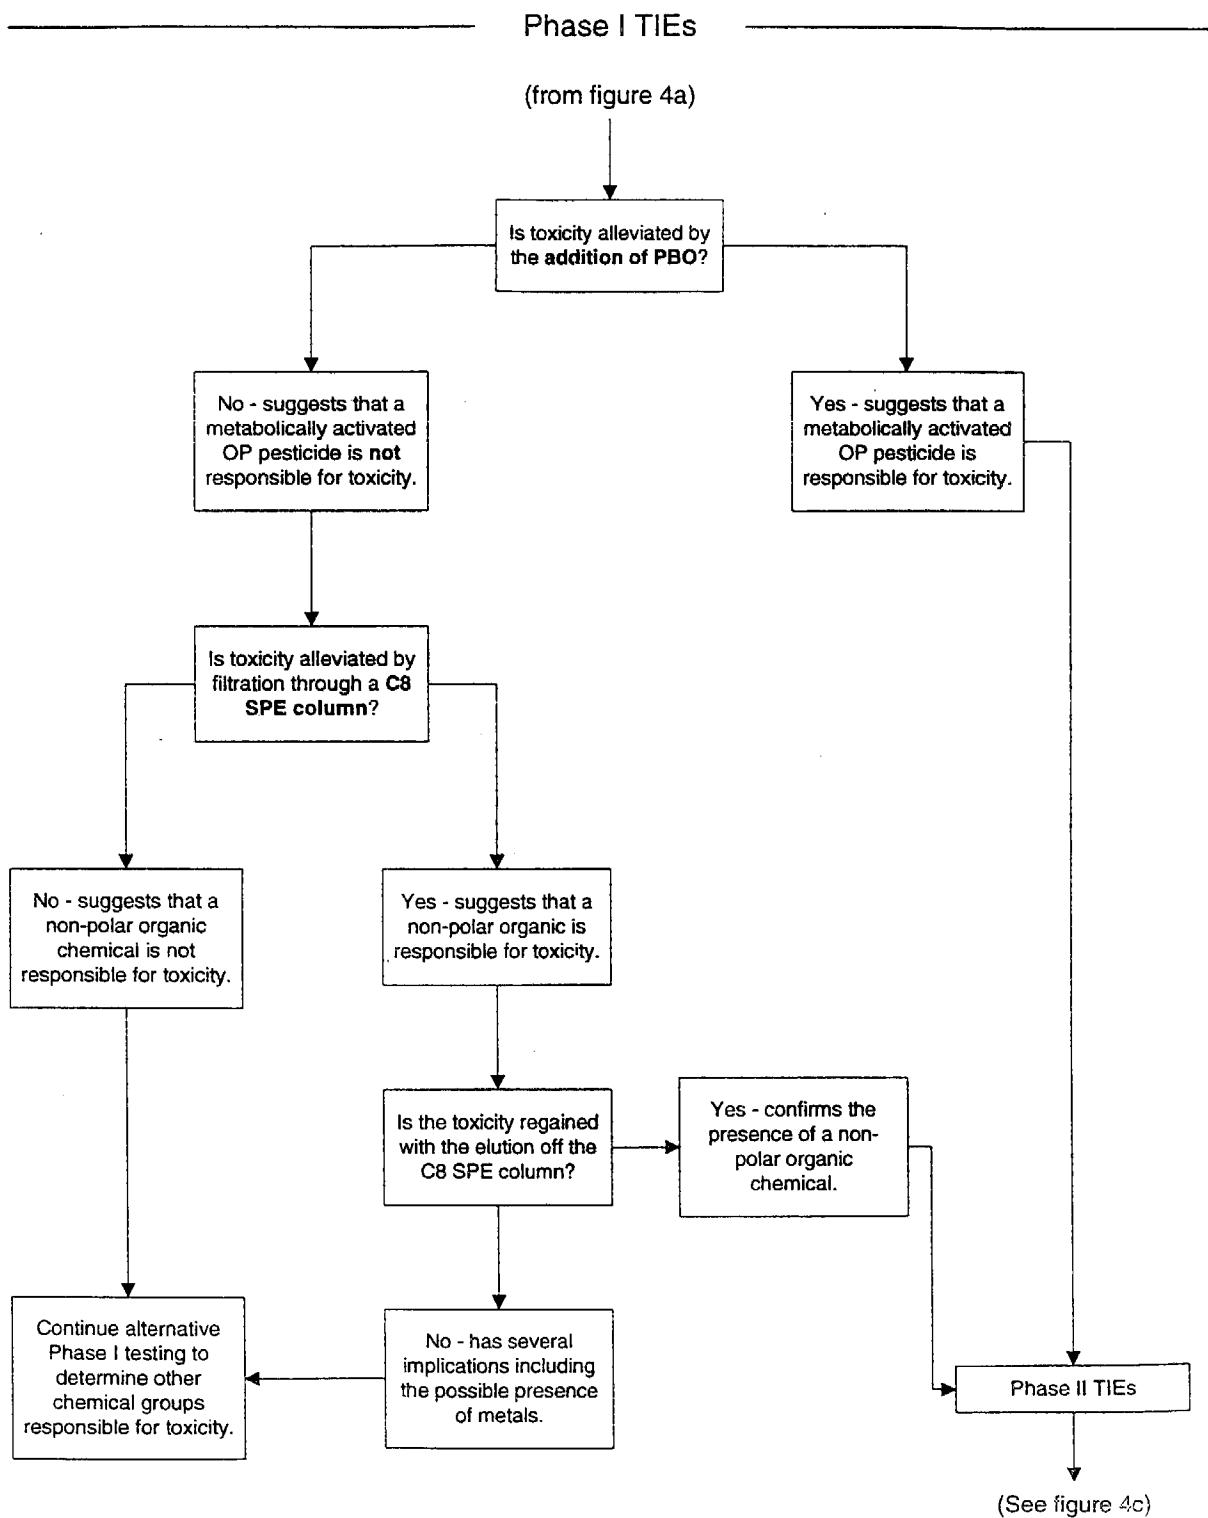 Phase I TIEs
(from figure 4a)
Is toxicity alleviated by
the addition of PBO?
No - suggests that a
metabolically activated
OP pesticide is not
responsible for toxicity.
Yes - suggests that a
metabolically activated
OP pesticide is
responsible for toxicity.
Is toxicity alleviated by
filtration through a C8
SPE column?
No - suggests that a
non-polar organic
chemical is not
responsible for toxicity.
Yes - suggests that a
non-polar organic is
responsible for toxicity.
Is the toxicity regained
with the elution off the
C8 SPE column?
Yes - confirms the
presence of a non-
polar organic
chemical.
Continue alternative
Phase I testing to
determine other
chemical groups
responsible for toxicity.
No - has several
implications including
the possible presence
of metals.
Phase II TIEs
(See figure 4c)